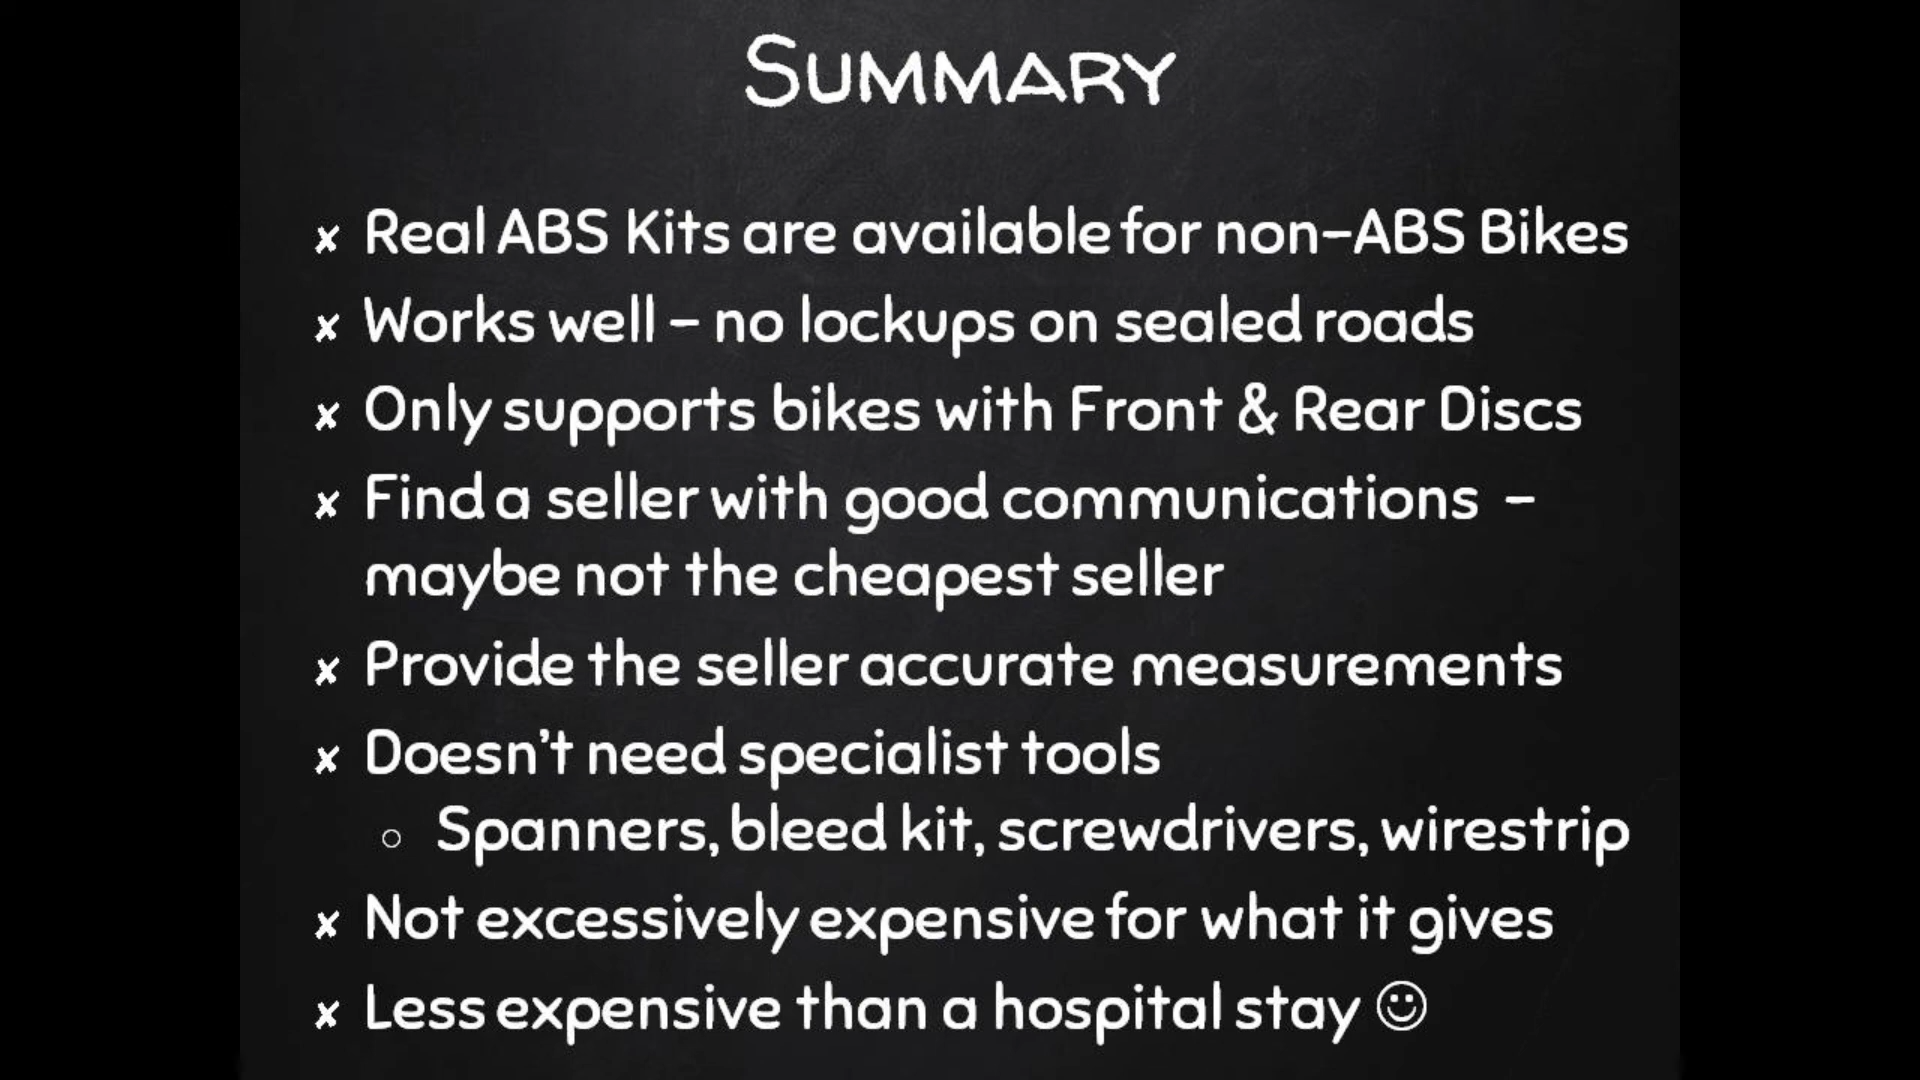 Summary
✘ Real ABS Kits are available for non-ABS Bikes
✘ Works well - no lockups on sealed roads
✘ Only supports bikes with Front & Rear Discs
✘ Find a seller with good communications -
maybe not the cheapest seller
✘ Provide the seller accurate measurements
✘ Doesn't need specialist tools
○ Spanners, bleed kit, screwdrivers, wirestrip
✘ Not excessively expensive for what it gives
✘ Less expensive than a hospital stay ☺